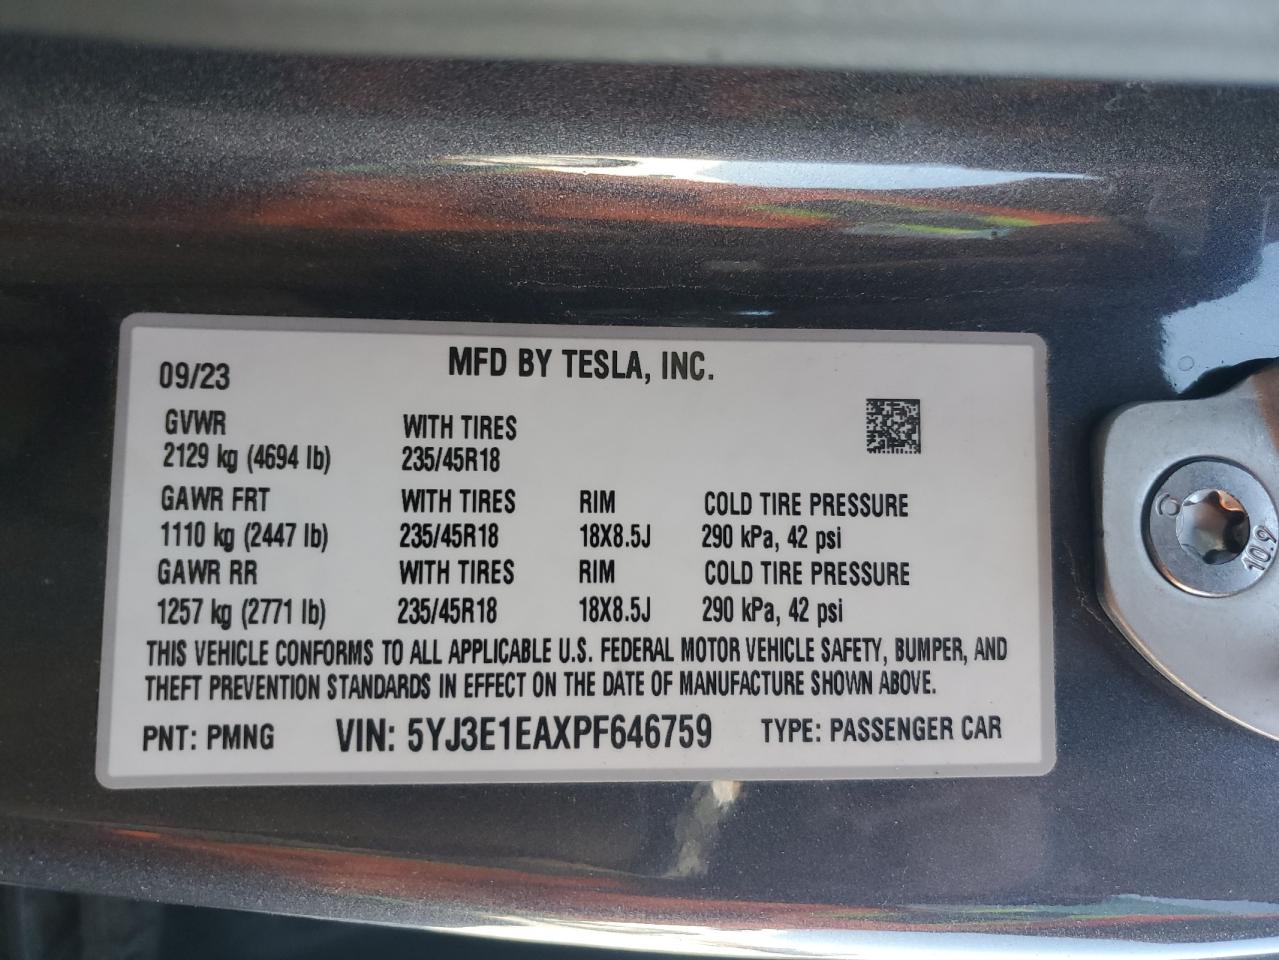 MFD BY TESLA, INC.
09/23
GVWR WITH TIRES
2129 kg (4694 lb) 235/45R18
GAWR FRT WITH TIRES RIM COLD TIRE PRESSURE
1110 kg (2447 lb) 235/45R18 18X8.5J 290 kPa, 42 psi
GAWR RR WITH TIRES RIM COLD TIRE PRESSURE
1257 kg (2771 lb) 235/45R18 18X8.5J 290 kPa, 42 psi
THIS VEHICLE CONFORMS TO ALL APPLICABLE U.S. FEDERAL MOTOR VEHICLE SAFETY, BUMPER, AND
THEFT PREVENTION STANDARDS IN EFFECT ON THE DATE OF MANUFACTURE SHOWN ABOVE.
PNT: PMNG VIN: 5YJ3E1EAXPF646759 TYPE: PASSENGER CAR
10.9